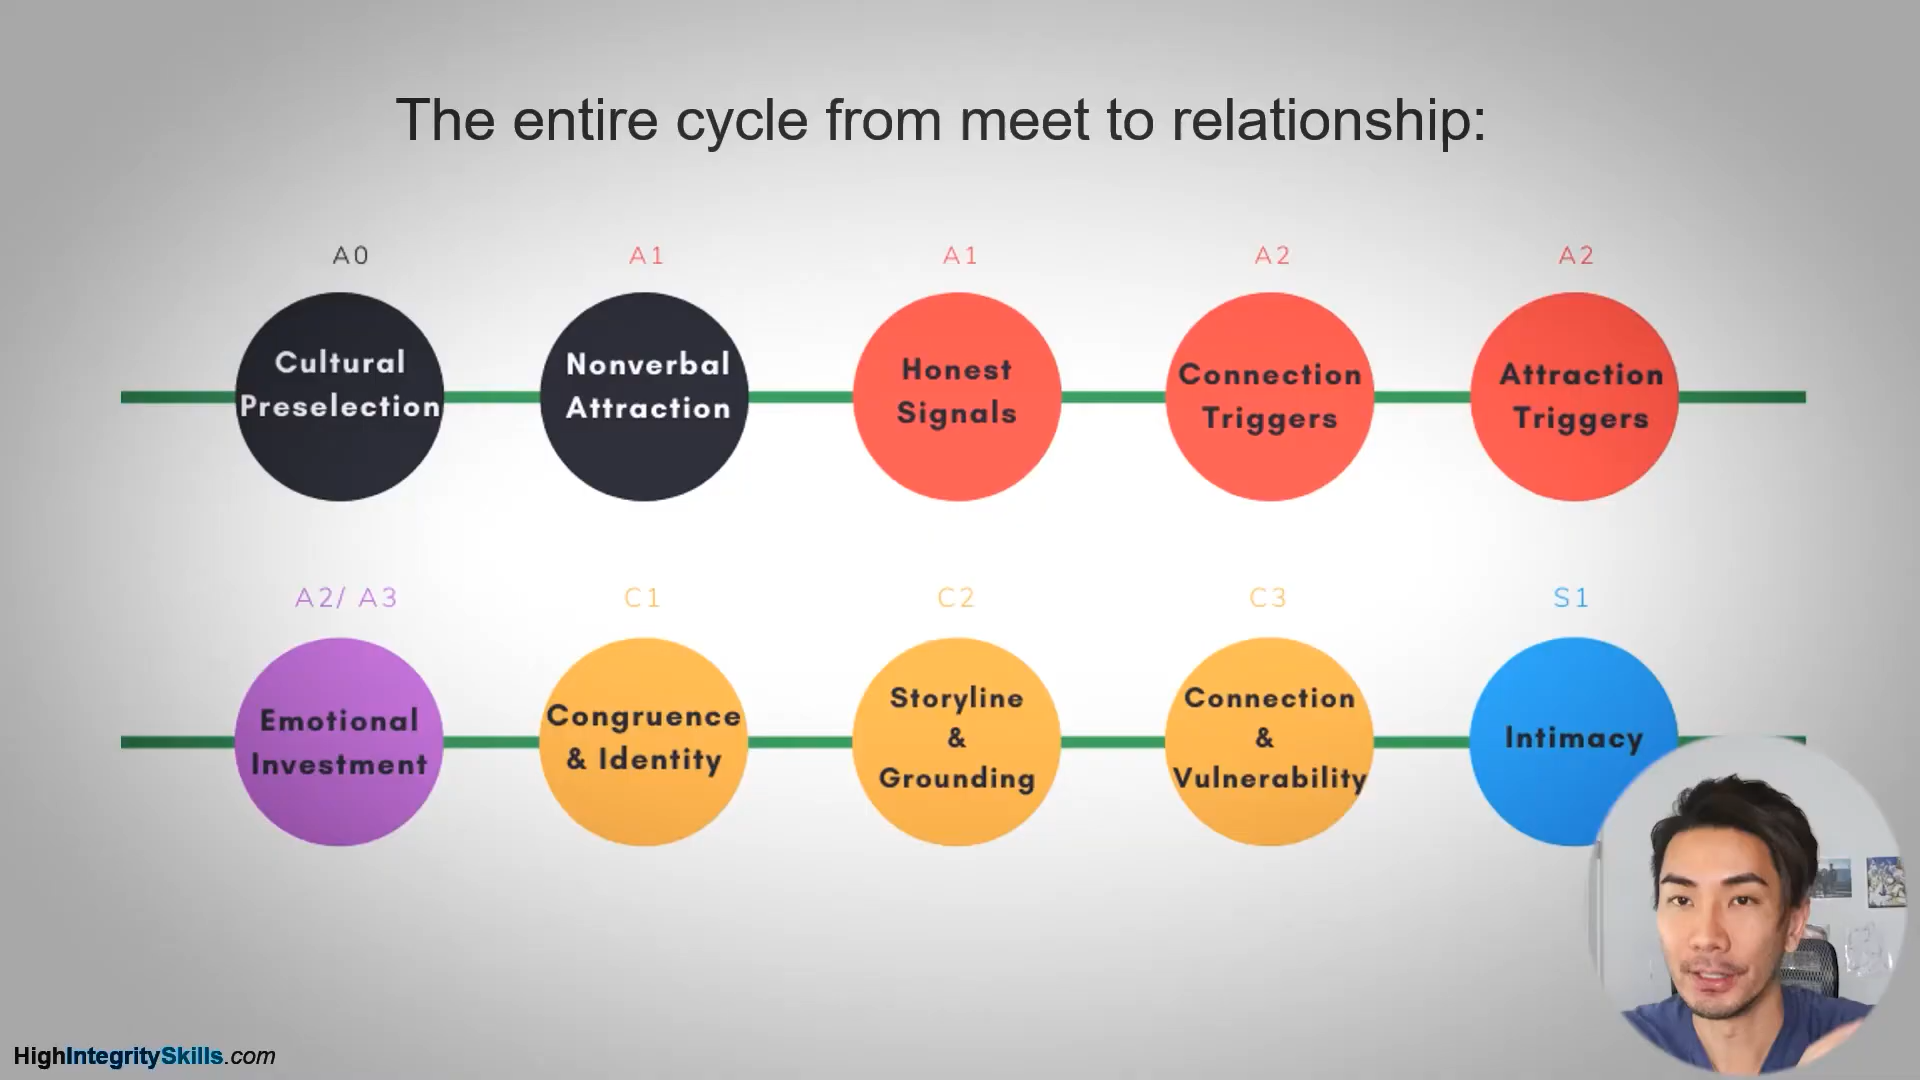 The entire cycle from meet to relationship:
A0
A1
A1
A2
A2
Cultural
Preselection
Nonverbal
Attraction
Honest
Signals
Connection
Triggers
Attraction
Triggers
A2/ A3
C1
C2
C3
S1
Emotional
Investment
Congruence
& Identity
Storyline
&
Grounding
Connection
&
Vulnerability
Intimacy
HighIntegritySkills.com